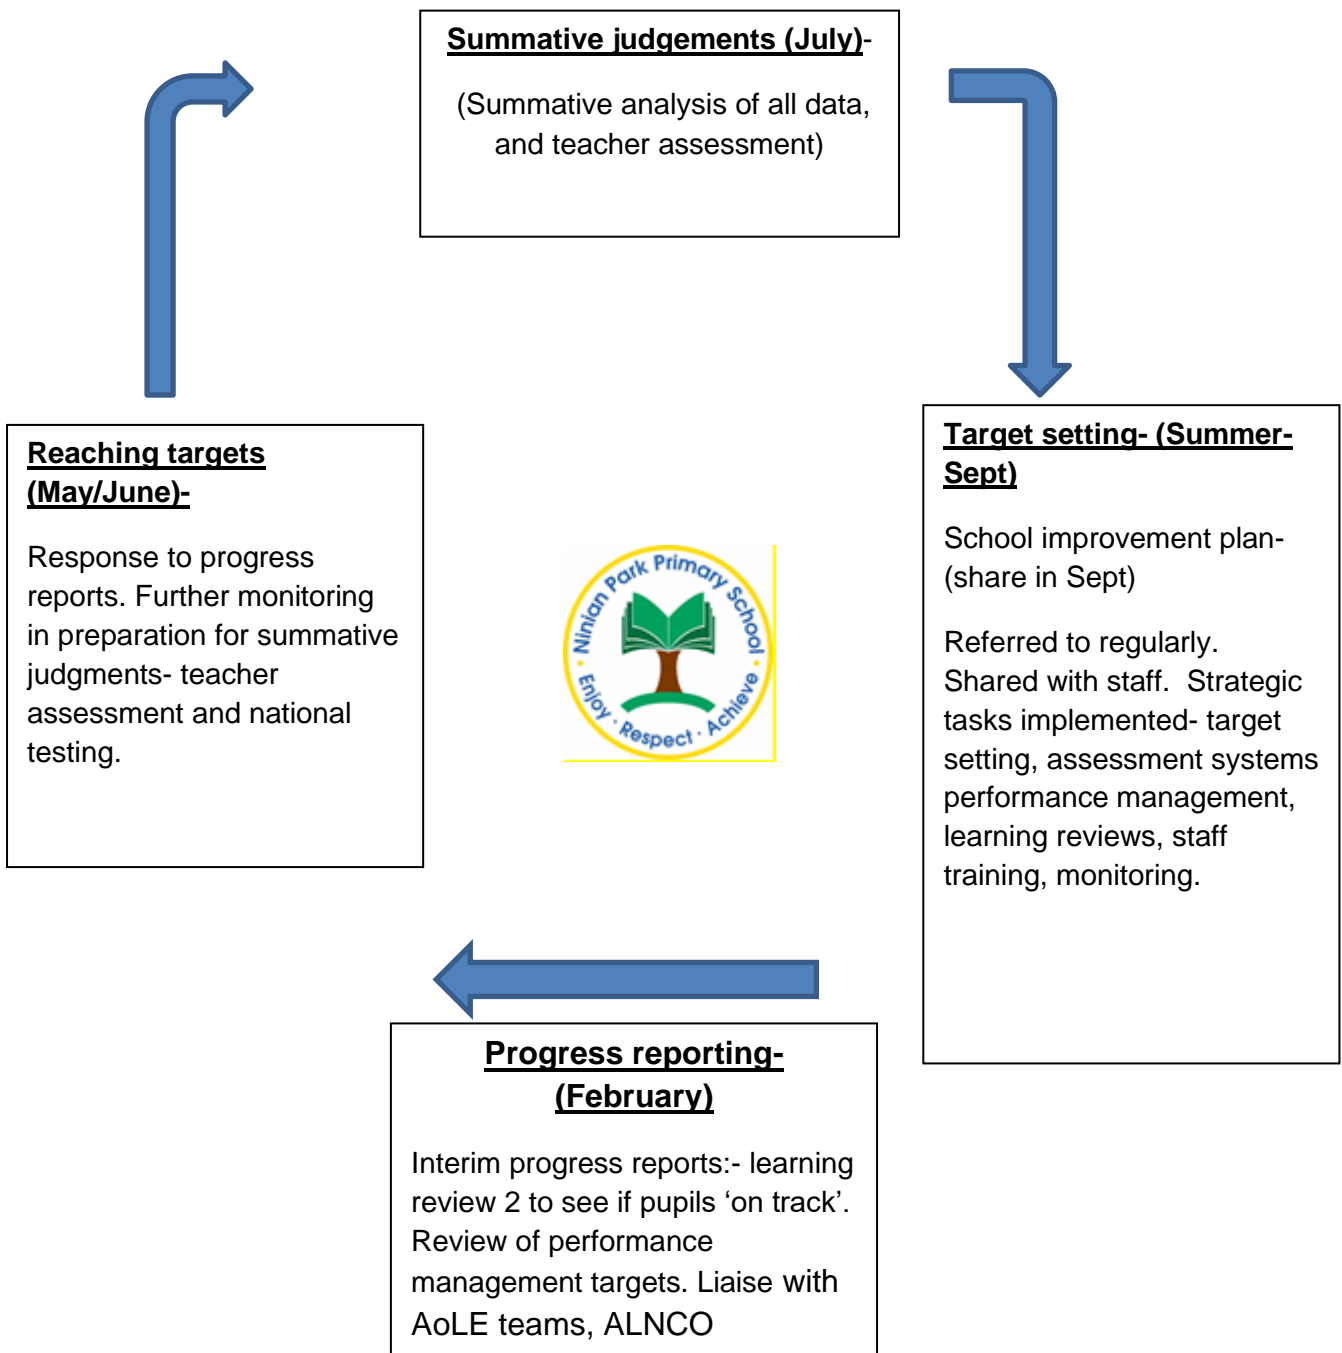 Summative judgements (July)-
(Summative analysis of all data,
and teacher assessment)
Reaching targets
(May/June)-
Response to progress
reports. Further monitoring
in preparation for summative
judgments- teacher
assessment and national
testing.
Ninian Park Primary School
Enjoy · Respect · Achieve
Target setting- (Summer-
Sept)
School improvement plan-
(share in Sept)
Referred to regularly.
Shared with staff.  Strategic
tasks implemented- target
setting, assessment systems
performance management,
learning reviews, staff
training, monitoring.
Progress reporting-
(February)
Interim progress reports:- learning
review 2 to see if pupils ‘on track’.
Review of performance
management targets. Liaise with
AoLE teams, ALNCO